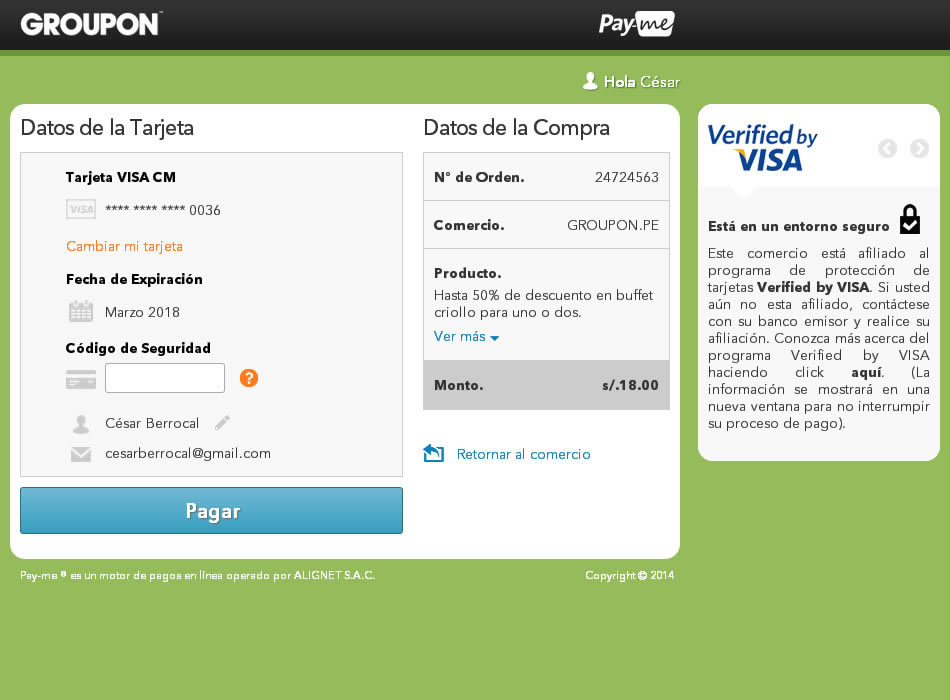 GROUPON
Pay-me
Hola César
Datos de la Tarjeta
Tarjeta VISA CM
VISA
**** **** **** 0036
Cambiar mi tarjeta
Fecha de Expiración
Marzo 2018
Código de Seguridad
?
César Berrocal
cesarberrocal@gmail.com
Pagar
Datos de la Compra
N° de Orden. 24724563
Comercio. GROUPON.PE
Producto.
Hasta 50% de descuento en buffet
criollo para uno o dos.
Ver más
Monto. s/.18.00
Retornar al comercio
Verified by
VISA
Está en un entorno seguro
Este comercio está afiliado al
programa de protección de
tarjetas Verified by VISA. Si usted
aún no esta afiliado, contáctese
con su banco emisor y realice su
afiliación. Conozca más acerca del
programa Verified by VISA
haciendo click aquí. (La
información se mostrará en una
nueva ventana para no interrumpir
su proceso de pago).
Pay-me ® es un motor de pagos en línea operado por ALIGNET S.A.C.
Copyright © 2014